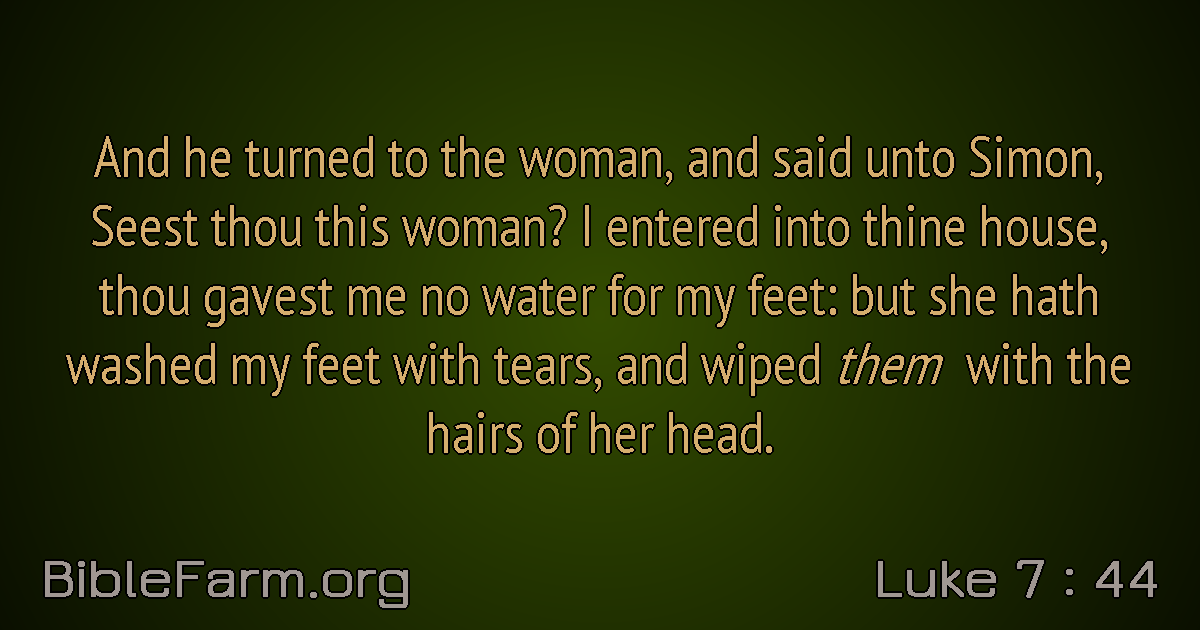 And he turned to the woman, and said unto Simon,
Seest thou this woman? I entered into thine house,
thou gavest me no water for my feet: but she hath
washed my feet with tears, and wiped them with the
hairs of her head.
BibleFarm.org
Luke 7 : 44